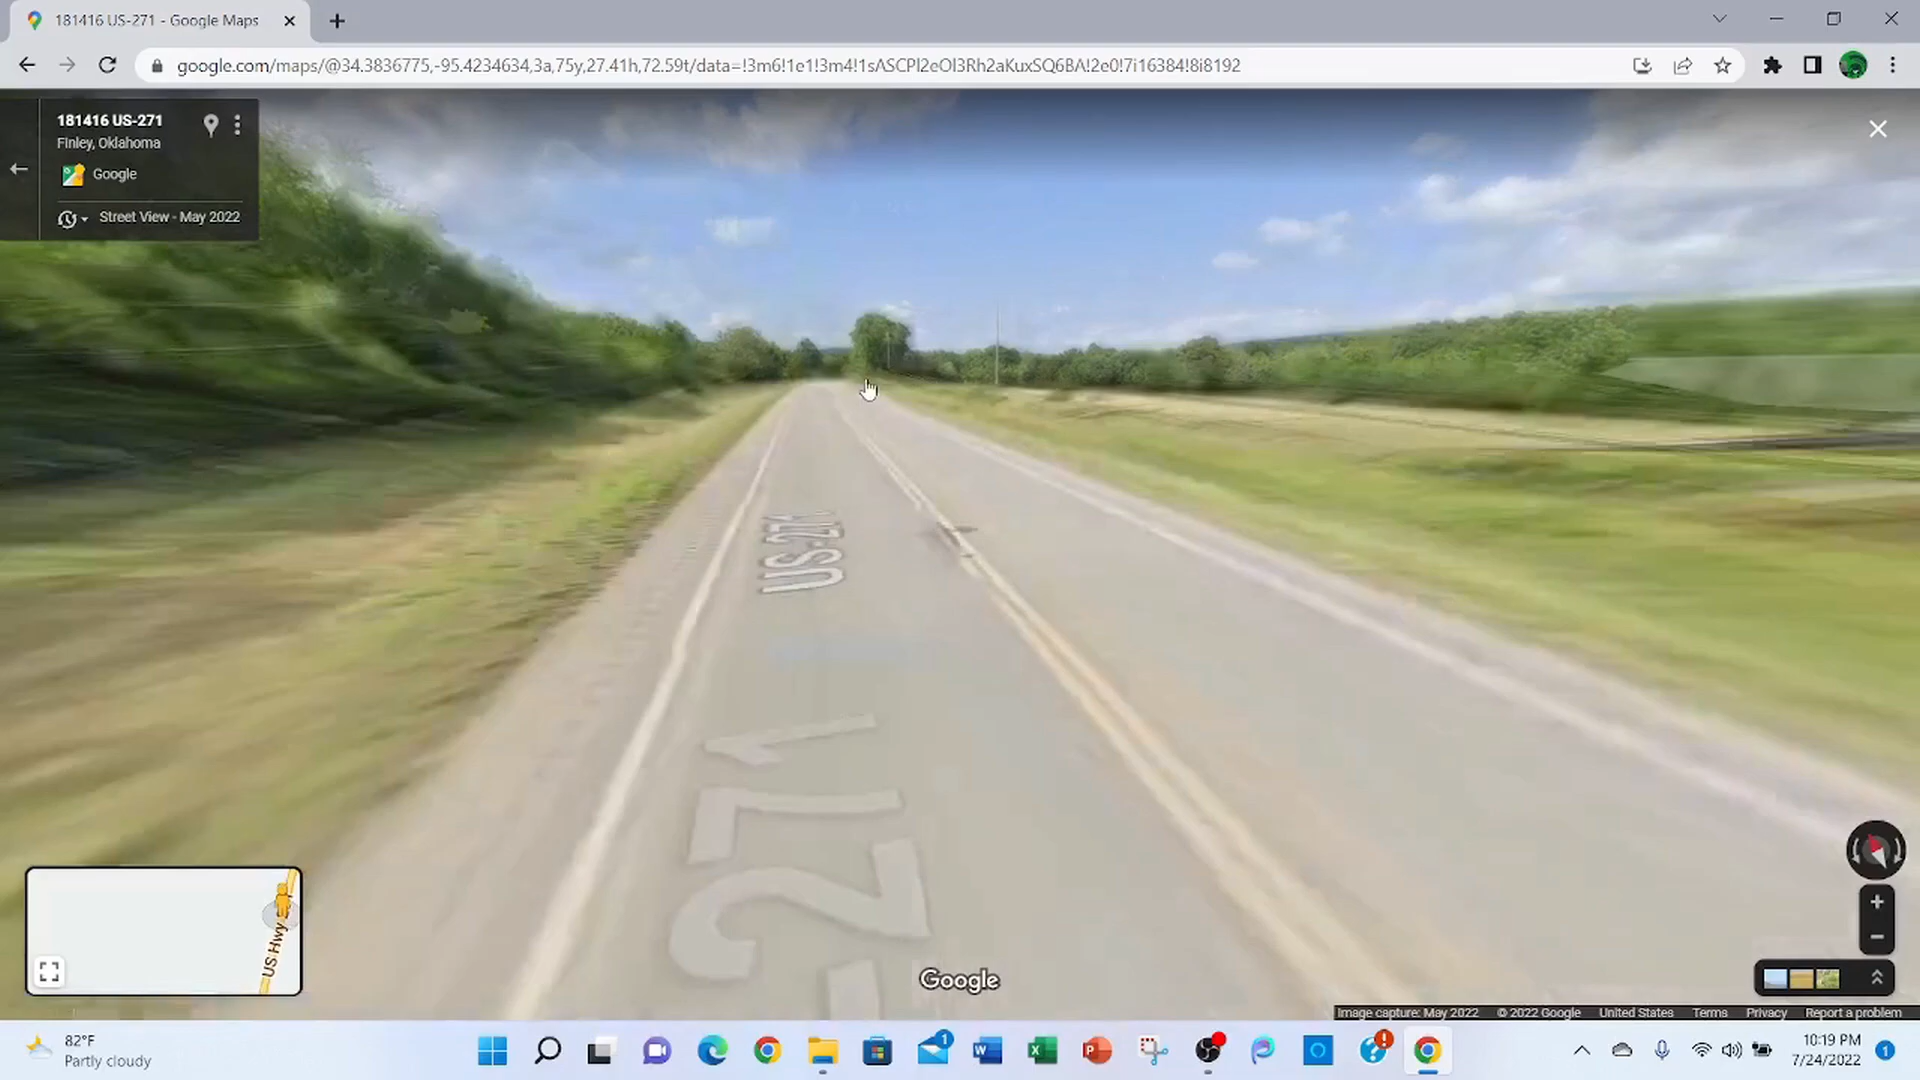 181416 US-271 - Google Maps
google.com/maps/@34.3836775,-95.4234634,3a,75y,27.41h,72.59t/data=!3m6!1e1!3m4!1sASCPl2eOl3Rh2aKuxSQ6BA!2e0!7i16384!8i8192
181416 US-271
Finley, Oklahoma
Google
Street View - May 2022
US-271
-271
US Hwy
Google
Image capture: May 2022 © 2022 Google United States Terms Privacy Report a problem
82°F
Partly cloudy
1
10:19 PM
7/24/2022
1